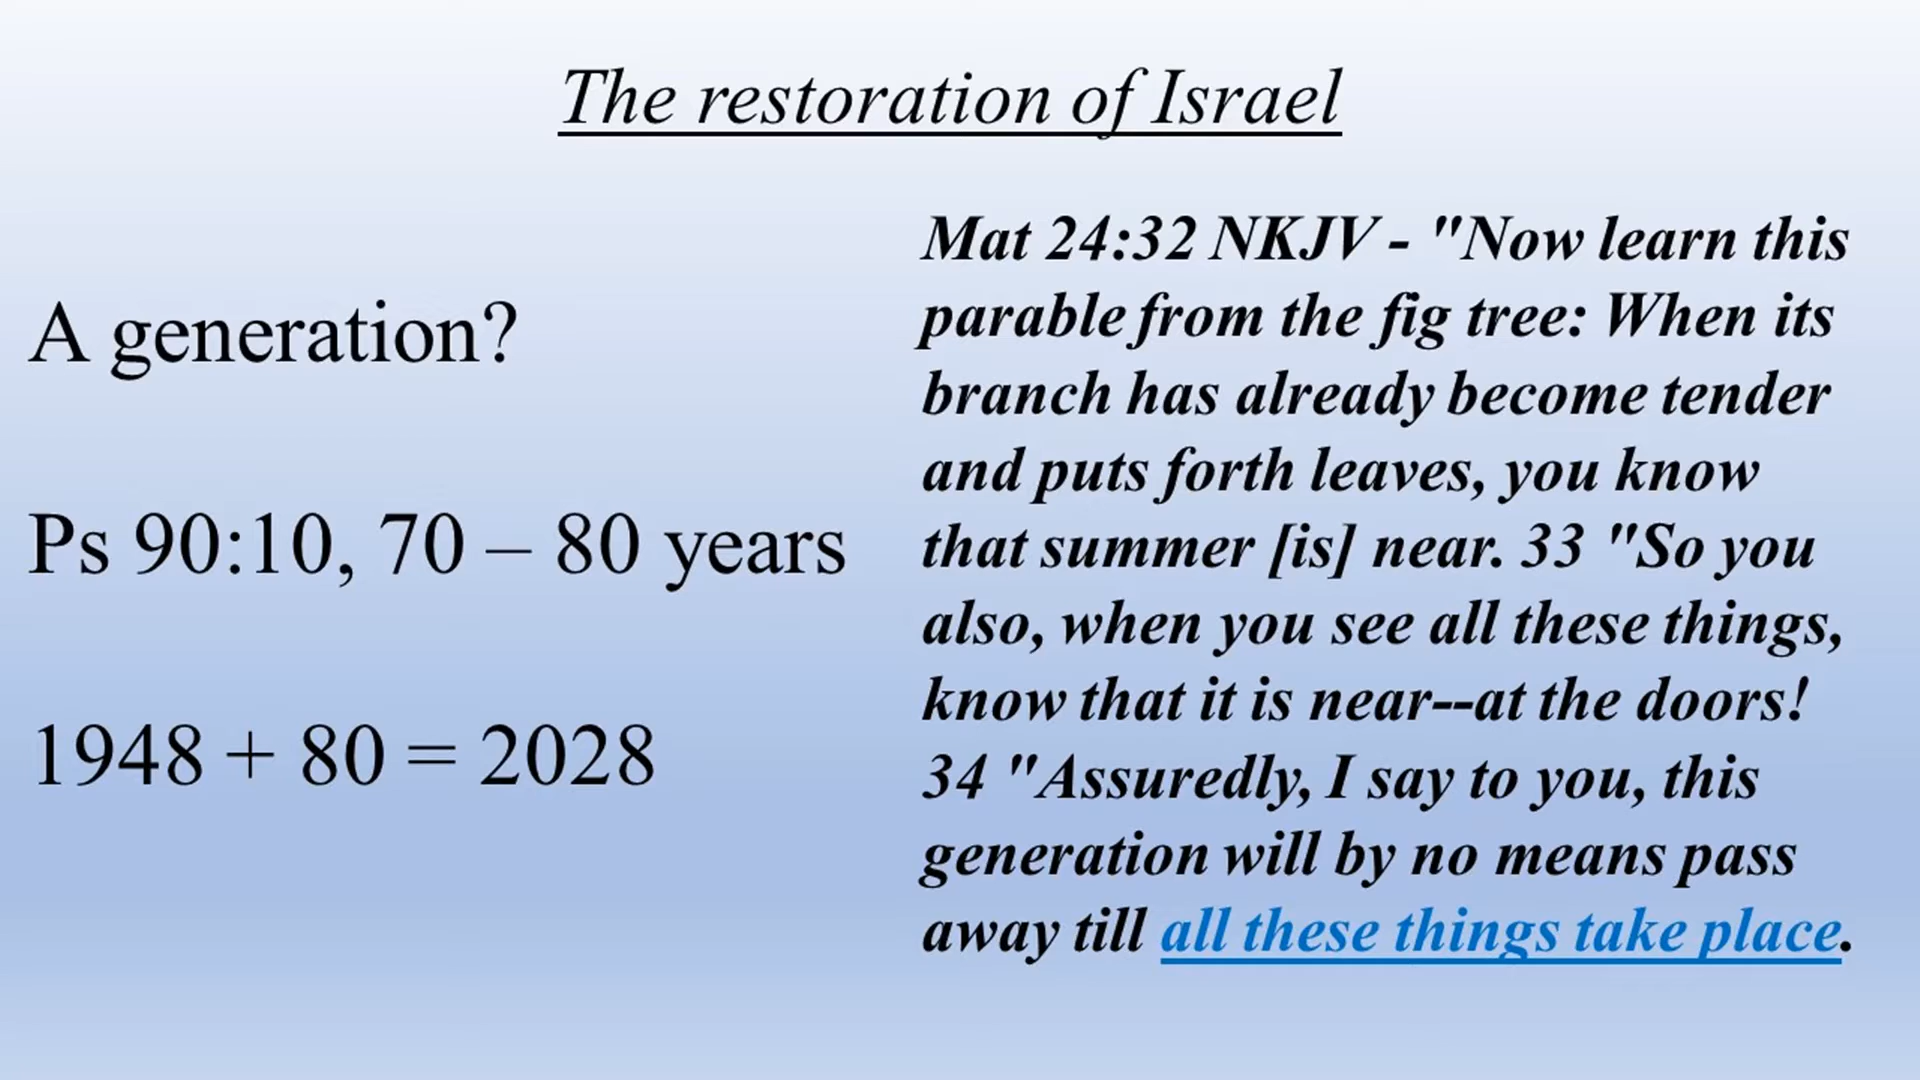 The restoration of Israel
A generation?
Ps 90:10, 70 – 80 years
1948 + 80 = 2028
Mat 24:32 NKJV - "Now learn this
parable from the fig tree: When its
branch has already become tender
and puts forth leaves, you know
that summer [is] near. 33 "So you
also, when you see all these things,
know that it is near--at the doors!
34 "Assuredly, I say to you, this
generation will by no means pass
away till all these things take place.